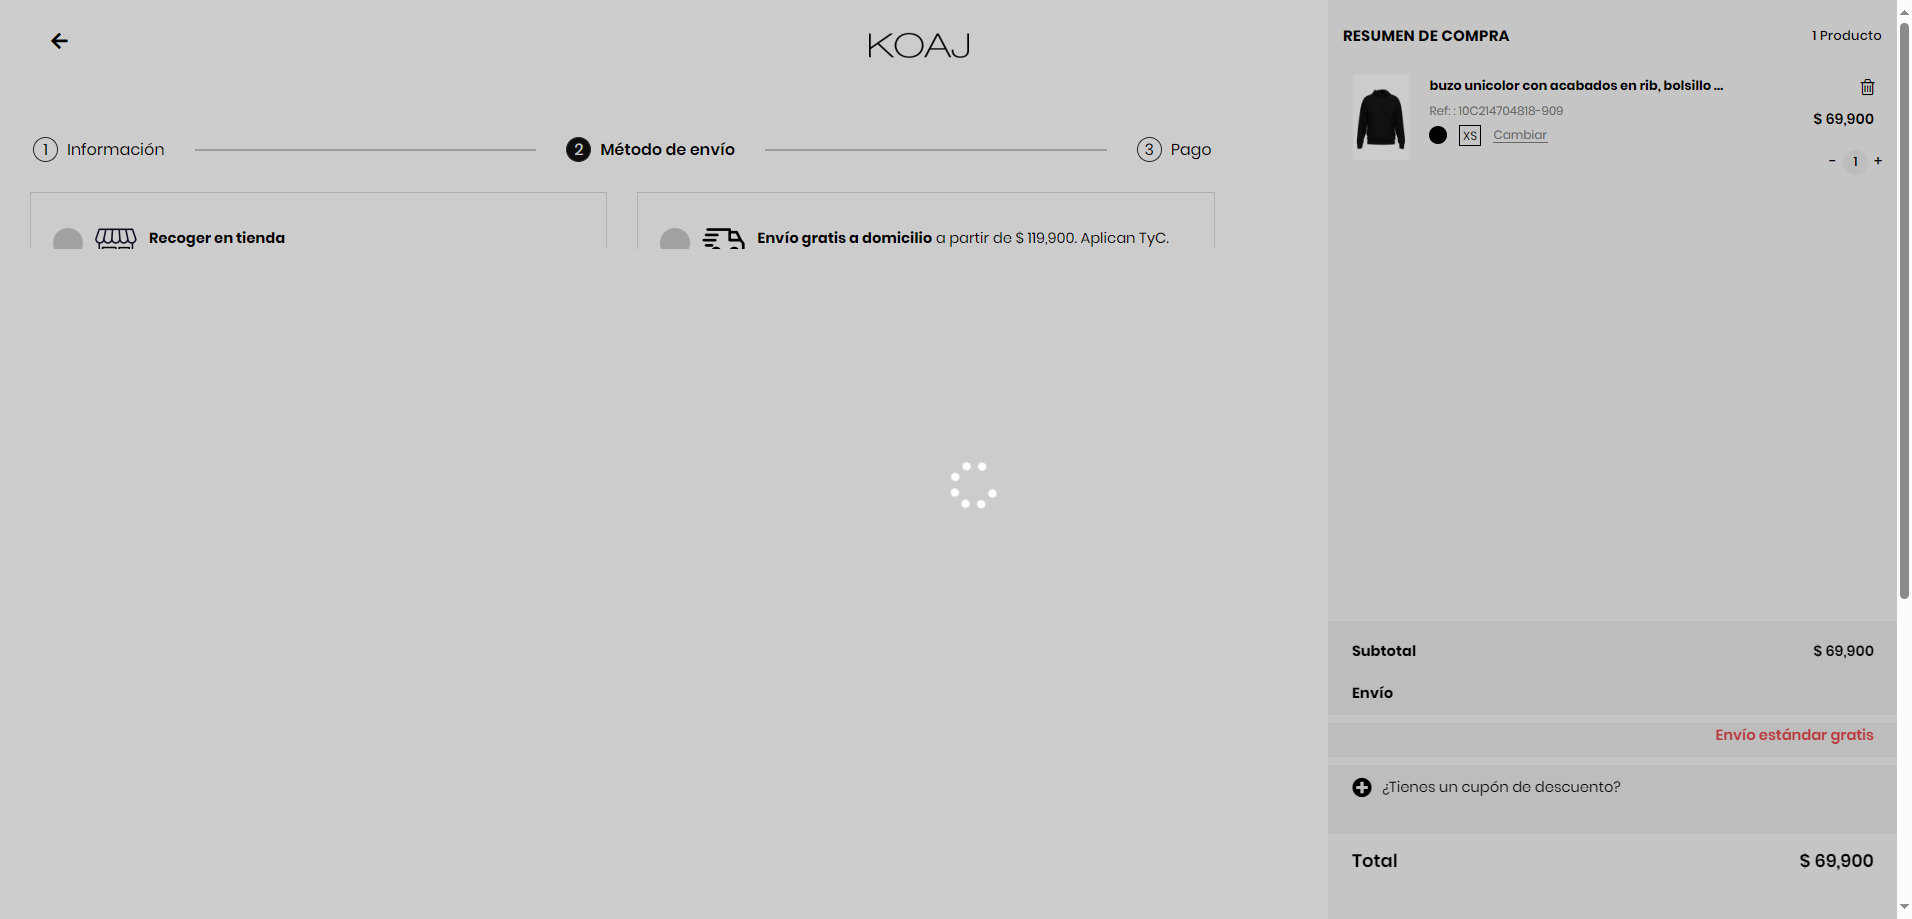 KOAJ
1 Información
2 Método de envío
3 Pago
Recoger en tienda
Envío gratis a domicilio a partir de $ 119,900. Aplican TyC.
RESUMEN DE COMPRA
1 Producto
buzo unicolor con acabados en rib, bolsillo ...
Ref: : 10C214704818-909
$ 69,900
XS Cambiar
- 1 +
Subtotal $ 69,900
Envío
Envío estándar gratis
¿Tienes un cupón de descuento?
Total $ 69,900